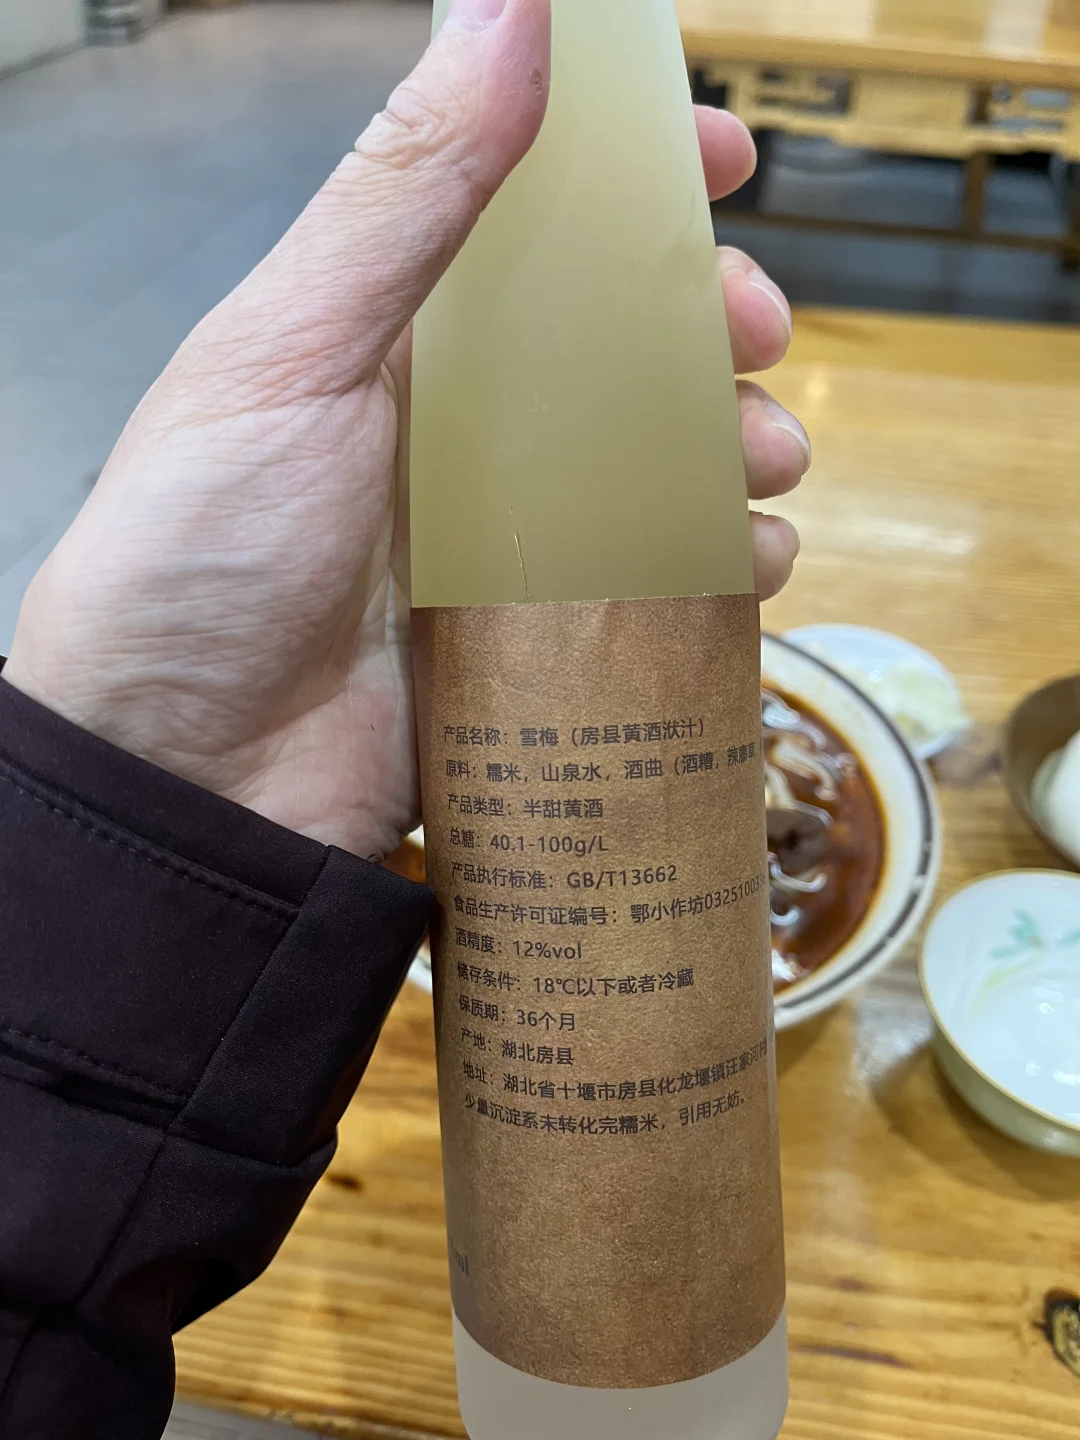 产品名称：雪梅（房县黄酒洑汁）
原料：糯米，山泉水，酒曲（酒糟，辣蓼草
产品类型：半甜黄酒
总糖：40.1-100g/L
产品执行标准：GB/T13662
食品生产许可证编号：鄂小作坊03251003
酒精度：12%vol
储存条件：18℃以下或者冷藏
保质期：36个月
产地：湖北房县
地址：湖北省十堰市房县化龙堰镇汪家河村
少量沉淀系未转化完糯米，引用无妨。
ml